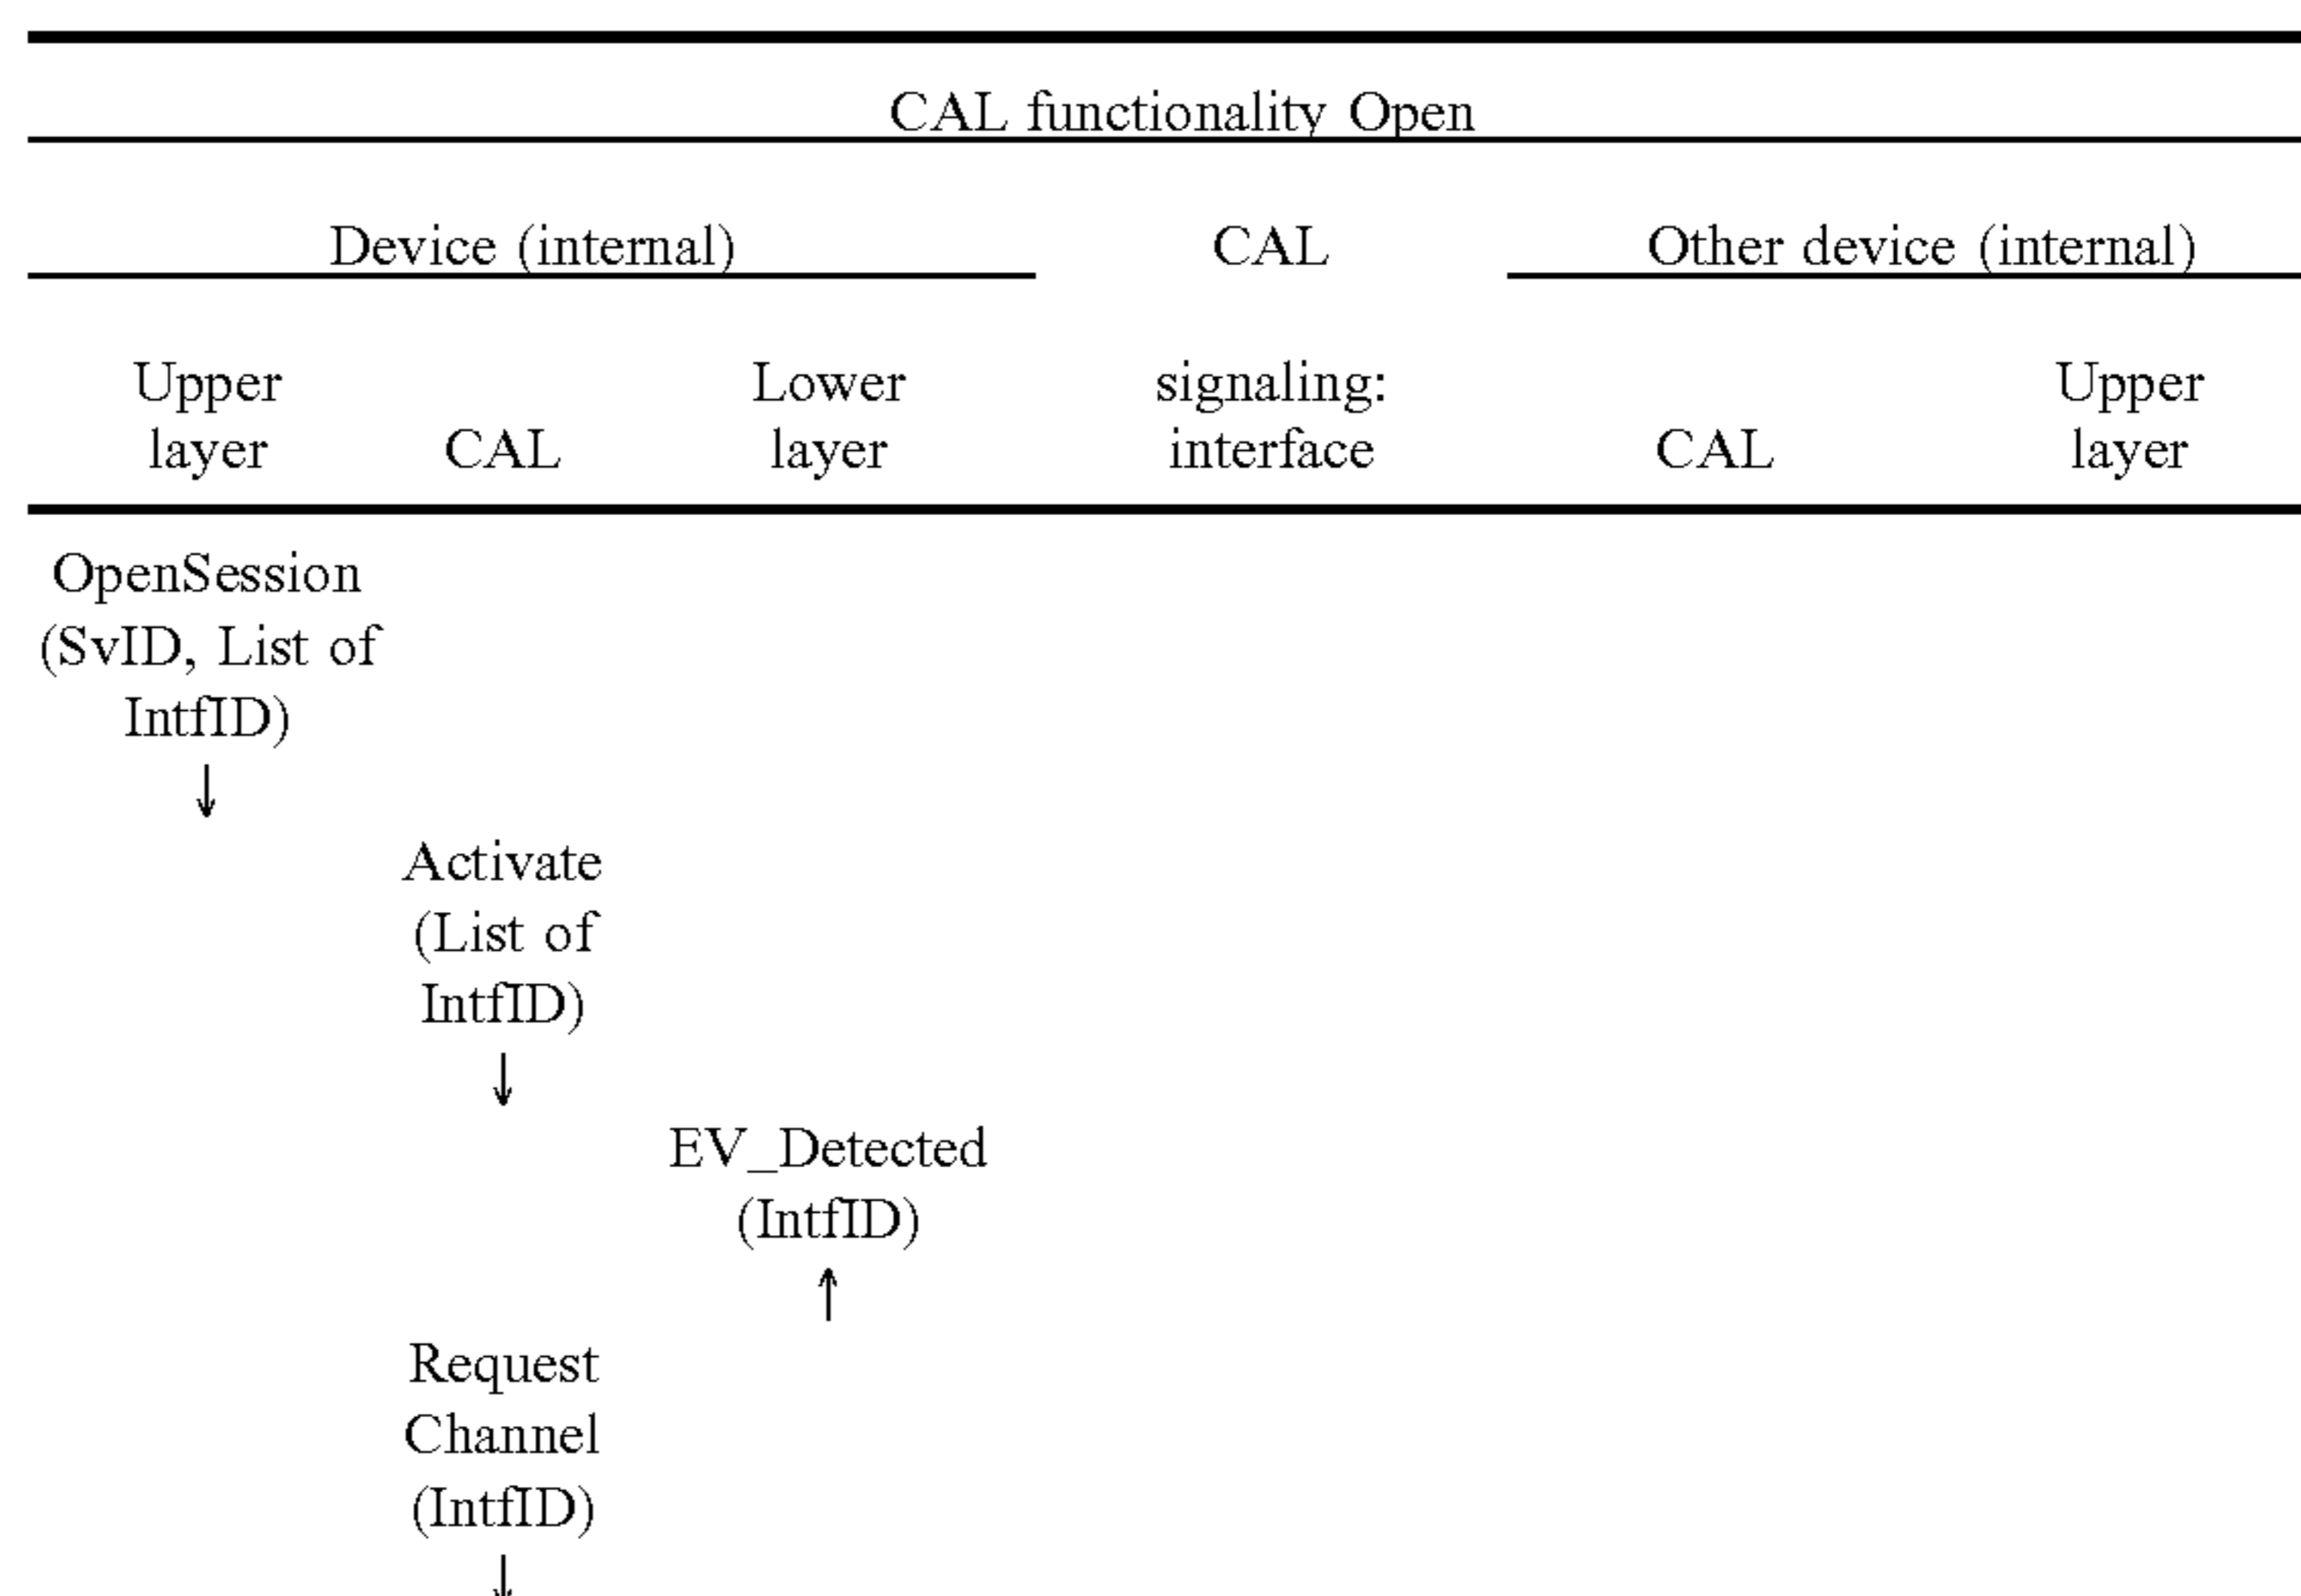 CAL functionality Open
Device (internal) CAL Other device (internal)
Upper Lower signaling: Upper
layer CAL layer interface CAL layer
OpenSession
(SvID, List of
IntfID)
↓
Activate
(List of
IntfID)
↓
EV_Detected
(IntfID)
↑
Request
Channel
(IntfID)
↓